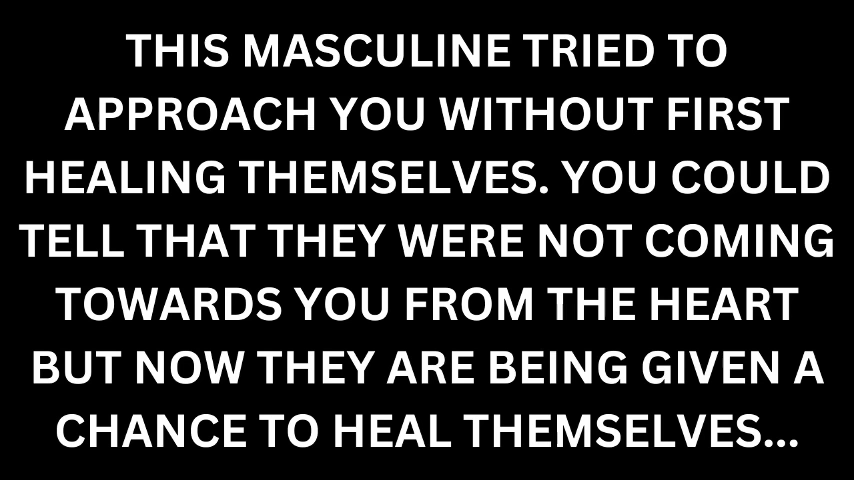 THIS MASCULINE TRIED TO
APPROACH YOU WITHOUT FIRST
HEALING THEMSELVES. YOU COULD
TELL THAT THEY WERE NOT COMING
TOWARDS YOU FROM THE HEART
BUT NOW THEY ARE BEING GIVEN A
CHANCE TO HEAL THEMSELVES...